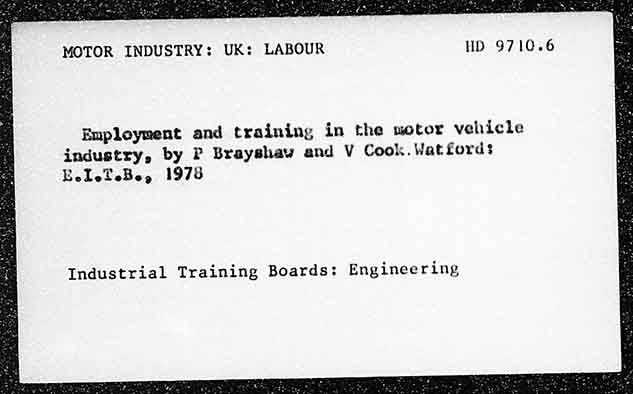 MOTOR INDUSTRY: UK: LABOUR HD 9710.6
Employment and training in the motor vehicle
industry, by P Brayshaw and V Cook.Watford:
E.I.T.B., 1978
Industrial Training Boards: Engineering